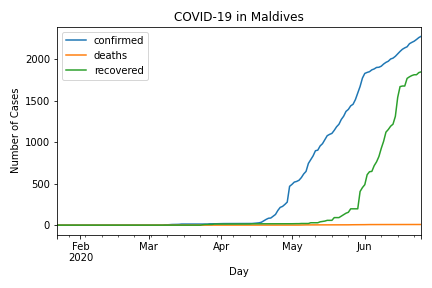 COVID-19 in Maldives
confirmed
deaths
recovered
Number of Cases
2000
1500
1000
500
0
Feb
2020
Mar
Apr
May
Jun
Day